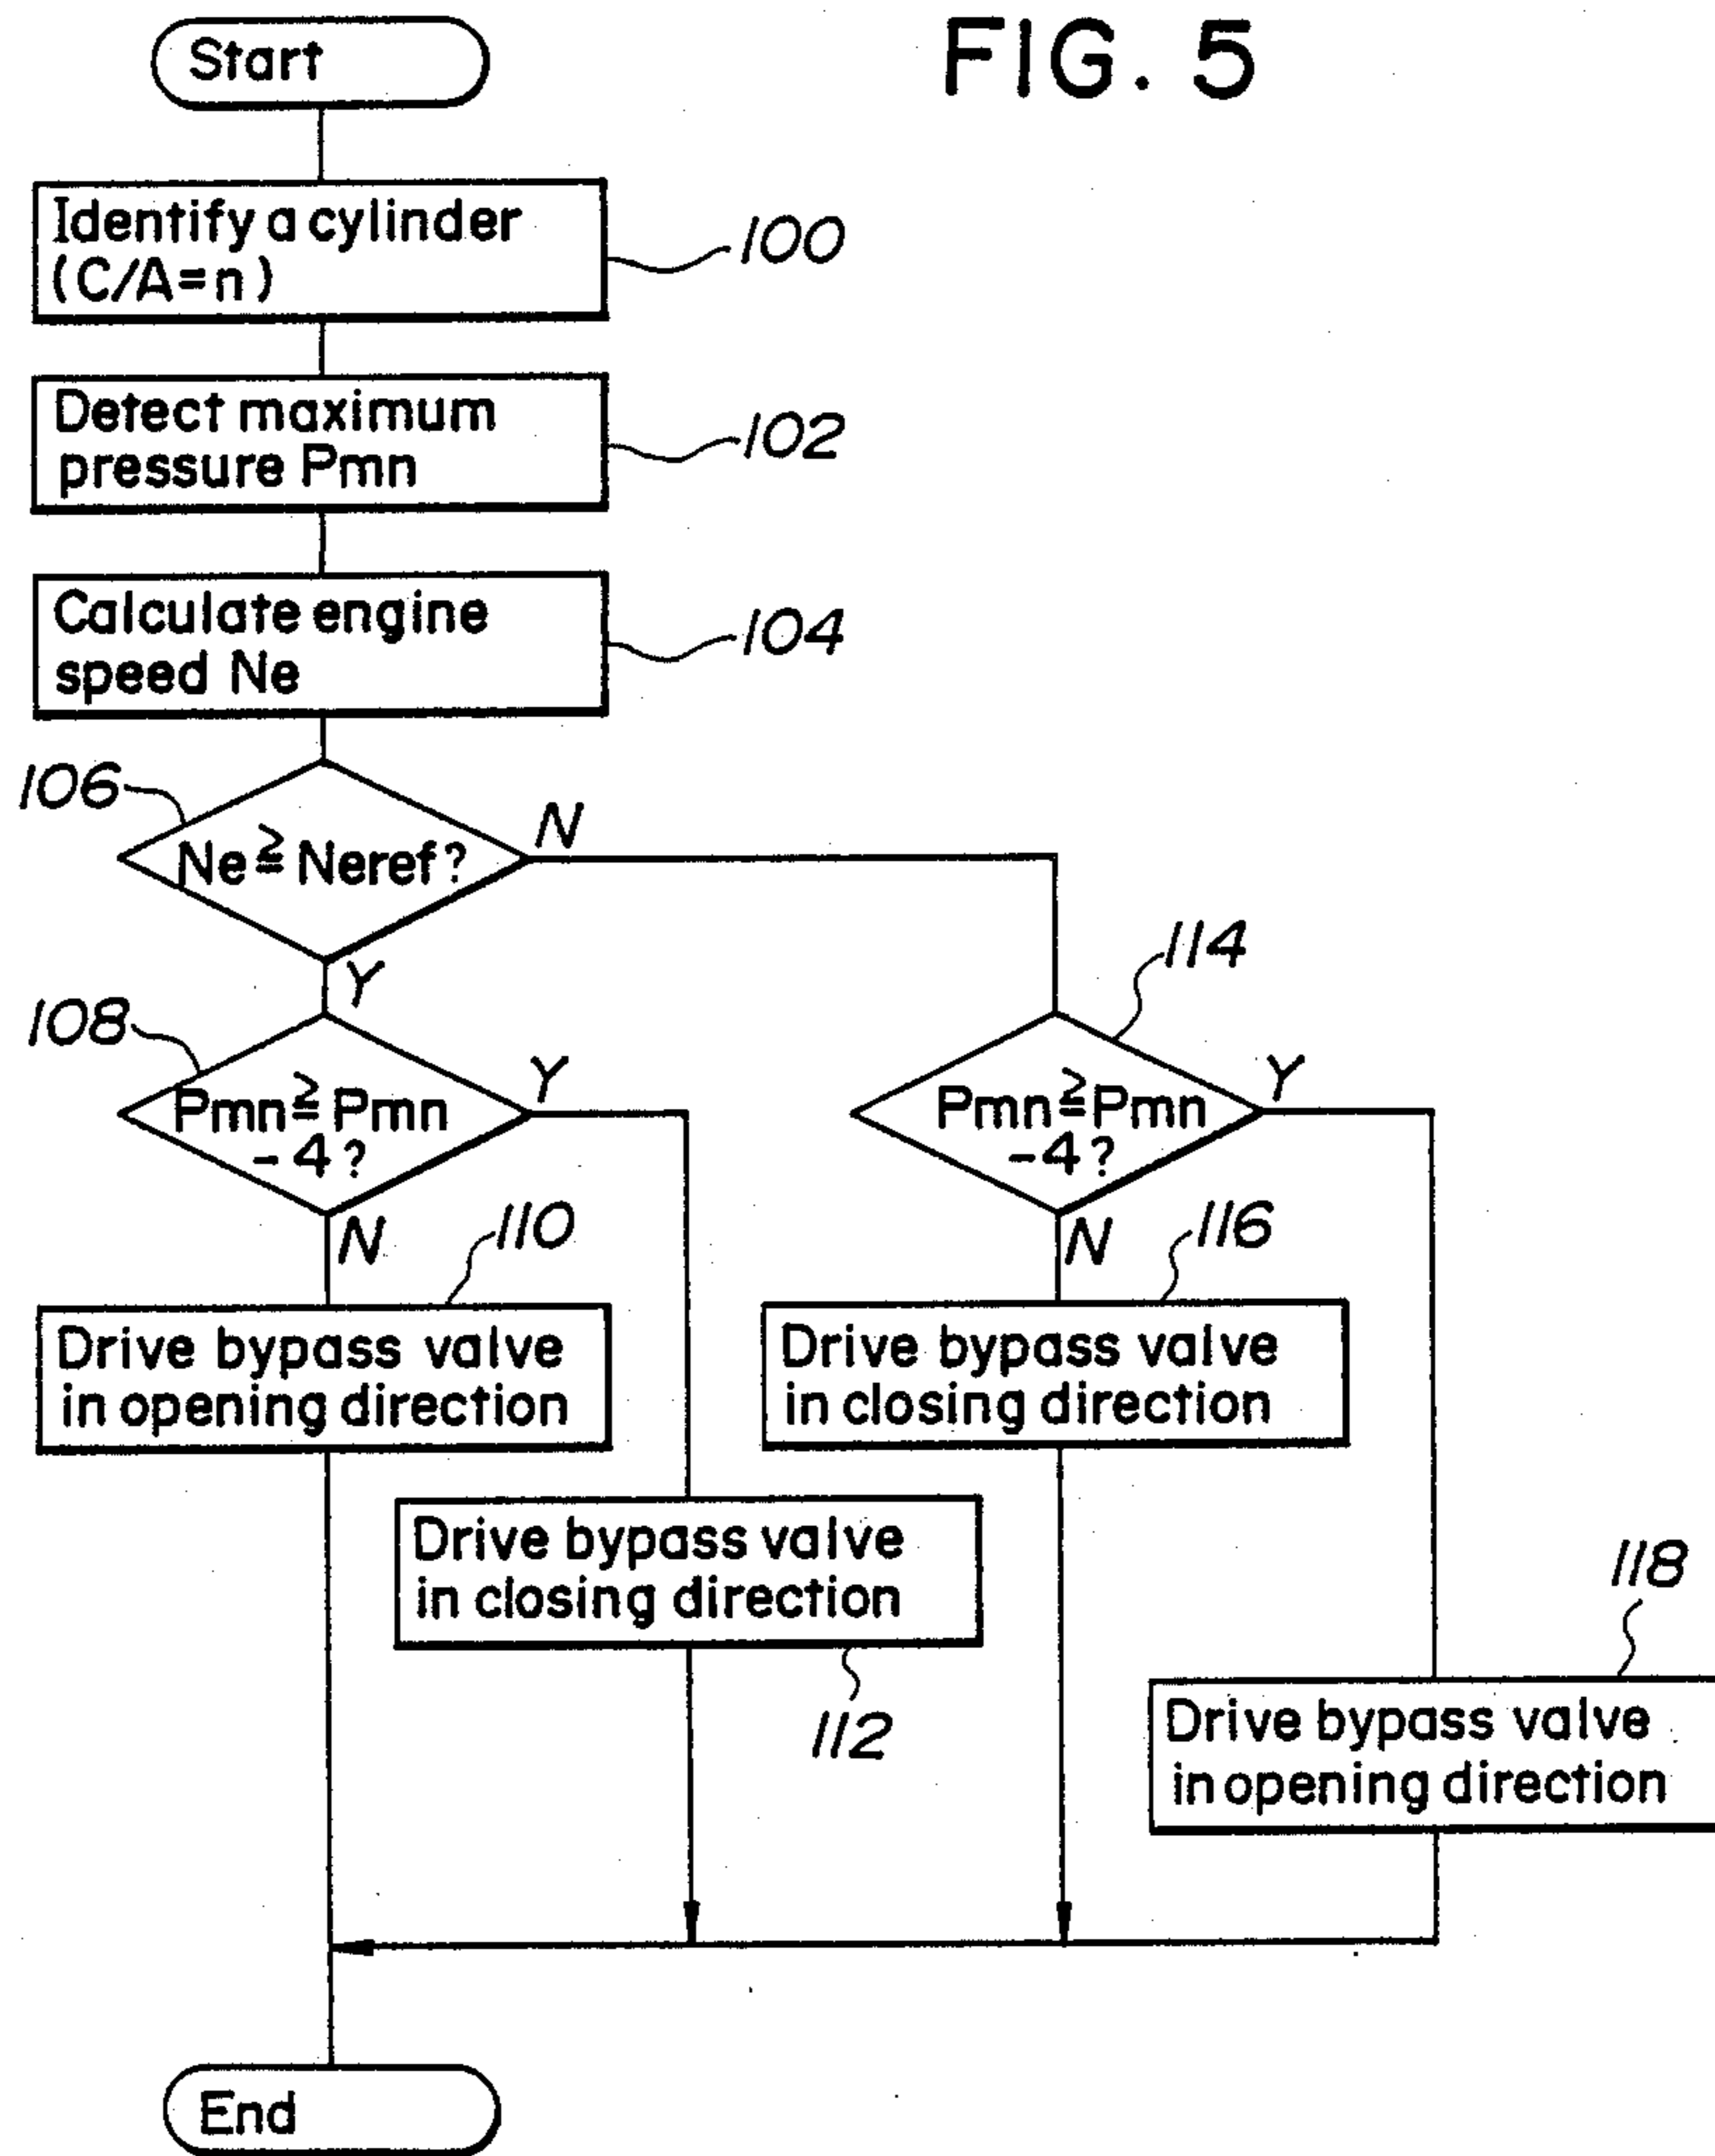 FIG. 5
Start
Identify a cylinder
(C/A=n)
100
Detect maximum
pressure Pmn
102
Calculate engine
speed Ne
104
106
Ne≧Neref?
N
Y
108
Pmn≧Pmn
-4?
Y
N
114
Pmn≧Pmn
-4?
Y
N
110
Drive bypass valve
in opening direction
116
Drive bypass valve
in closing direction
Drive bypass valve
in closing direction
112
118
Drive bypass valve
in opening direction
End